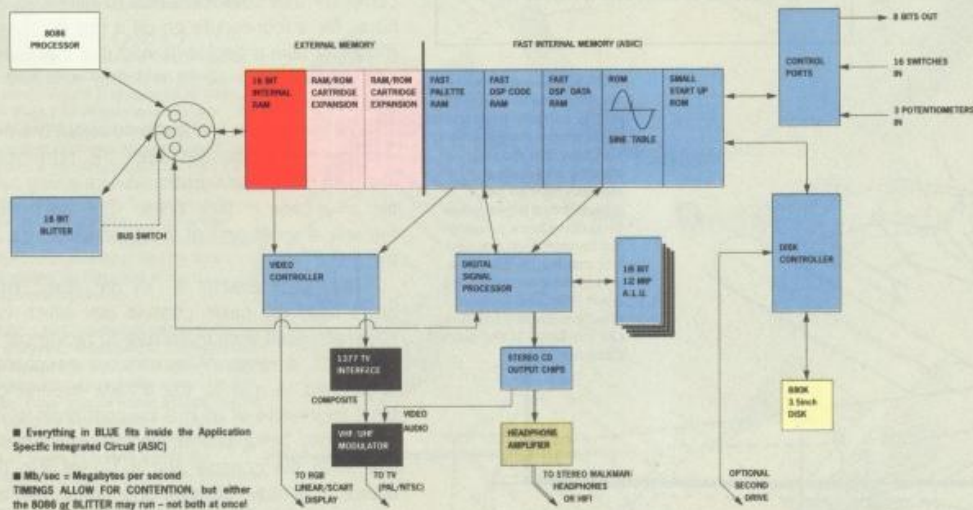 8086
PROCESSOR
EXTERNAL MEMORY
FAST INTERNAL MEMORY (ASIC)
16 BIT
INTERNAL
RAM
RAM/ROM
CARTRIDGE
EXPANSION
RAM/ROM
CARTRIDGE
EXPANSION
FAST
PALETTE
RAM
FAST
DSP CODE
RAM
FAST
DSP DATA
RAM
ROM
SINE TABLE
SMALL
START UP
ROM
CONTROL
PORTS
8 BITS OUT
16 SWITCHES
IN
3 POTENTIOMETERS
IN
16 BIT
BLITTER
BUS SWITCH
VIDEO
CONTROLLER
DIGITAL
SIGNAL
PROCESSOR
16 BIT
12 MIP
A.L.U.
DISK
CONTROLLER
1377 TV
INTERFACE
STEREO CD
OUTPUT CHIPS
880K
3.5inch
DISK
COMPOSITE
VIDEO
AUDIO
VHF UHF
MODULATOR
HEADPHONE
AMPLIFIER
TO RGB
LINEAR/SCART
DISPLAY
TO TV
(PAL/NTSC)
TO STEREO WALKMAN
HEADPHONES
OR HIFI
OPTIONAL
SECOND
DRIVE
■ Everything in BLUE fits inside the Application
Specific Integrated Circuit (ASIC)
■ Mb/sec = Megabytes per second
TIMINGS ALLOW FOR CONTENTION, but either
the 8086 or BLITTER may run – not both at once!